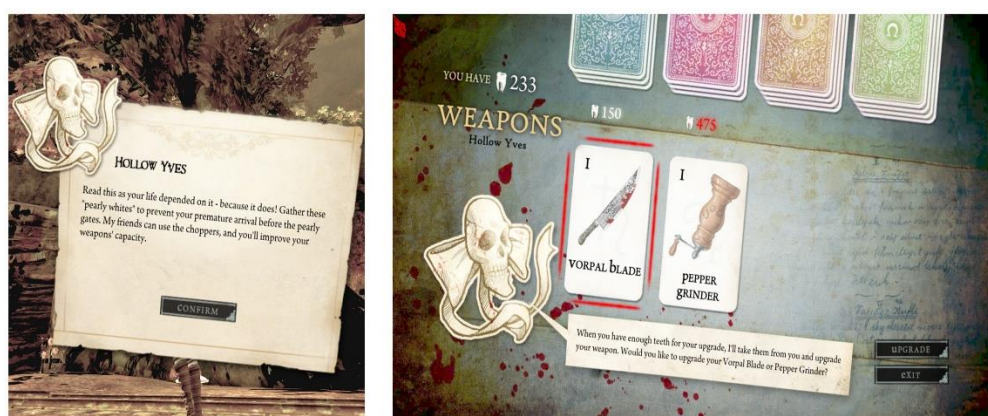 HOLLOW YVES
Read this as your life depended on it - because it does! Gather these
"pearly whites" to prevent your premature arrival before the pearly
gates. My friends can use the choppers, and you'll improve your
weapons' capacity.
CONFIRM
YOU HAVE 233
WEAPONS
Hollow Yves
150
475
I
VORPAL BLADE
I
PEPPER
GRINDER
When you have enough teeth for your upgrade, I'll take them from you and upgrade
your weapon. Would you like to upgrade your Vorpal Blade or Pepper Grinder?
UPGRADE
EXIT